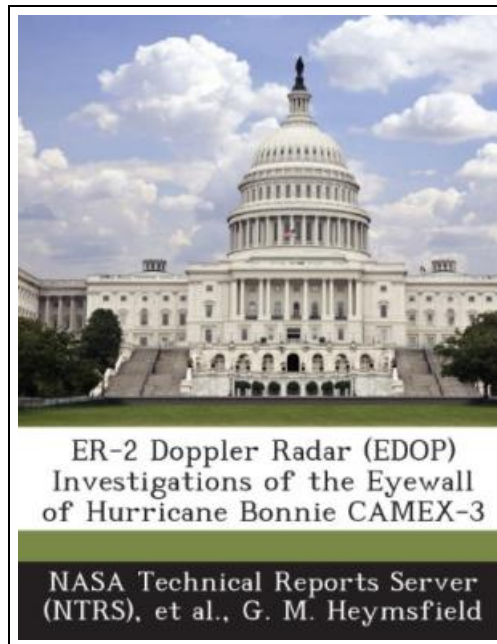 ER-2 Doppler Radar (EDOP)
Investigations of the Eyewall
of Hurricane Bonnie CAMEX-3
NASA Technical Reports Server
(NTRS), et al., G. M. Heymsfield